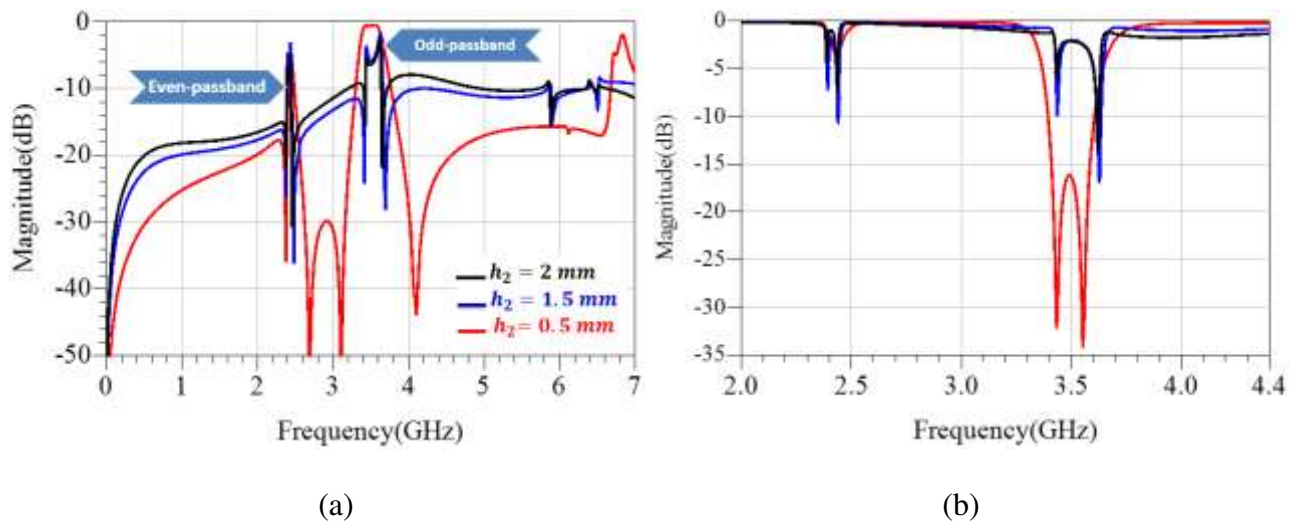 0
-10
-20
-30
-40
-50
Magnitude(dB)
Even-passband
Odd-passband
h₂ = 2 mm
h₂ = 1.5 mm
h₂= 0.5 mm
0 1 2 3 4 5 6 7
Frequency(GHz)
(a)
0
-5
-10
-15
-20
-25
-30
-35
Magnitude(dB)
2.0 2.5 3.0 3.5 4.0 4.4
Frequency(GHz)
(b)